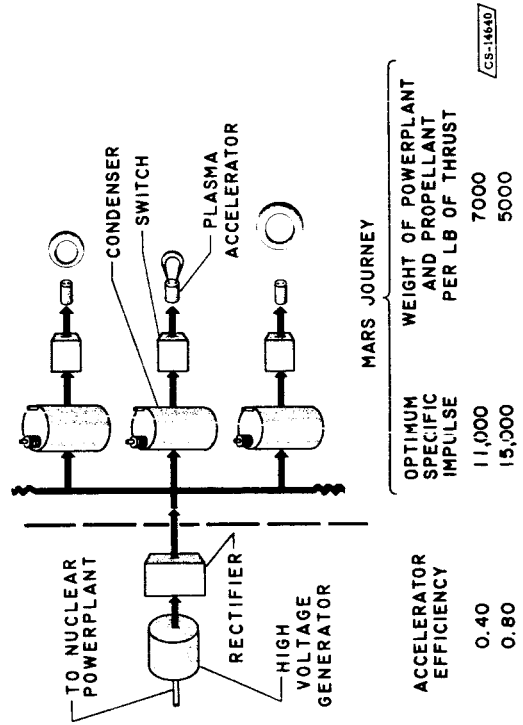 TO NUCLEAR
POWERPLANT
RECTIFIER
HIGH
VOLTAGE
GENERATOR
CONDENSER
SWITCH
PLASMA
ACCELERATOR
MARS JOURNEY
ACCELERATOR
EFFICIENCY
OPTIMUM
SPECIFIC
IMPULSE
WEIGHT OF POWERPLANT
AND PROPELLANT
PER LB OF THRUST
0.40 11,000 7000
0.80 15,000 5000
CS-14640